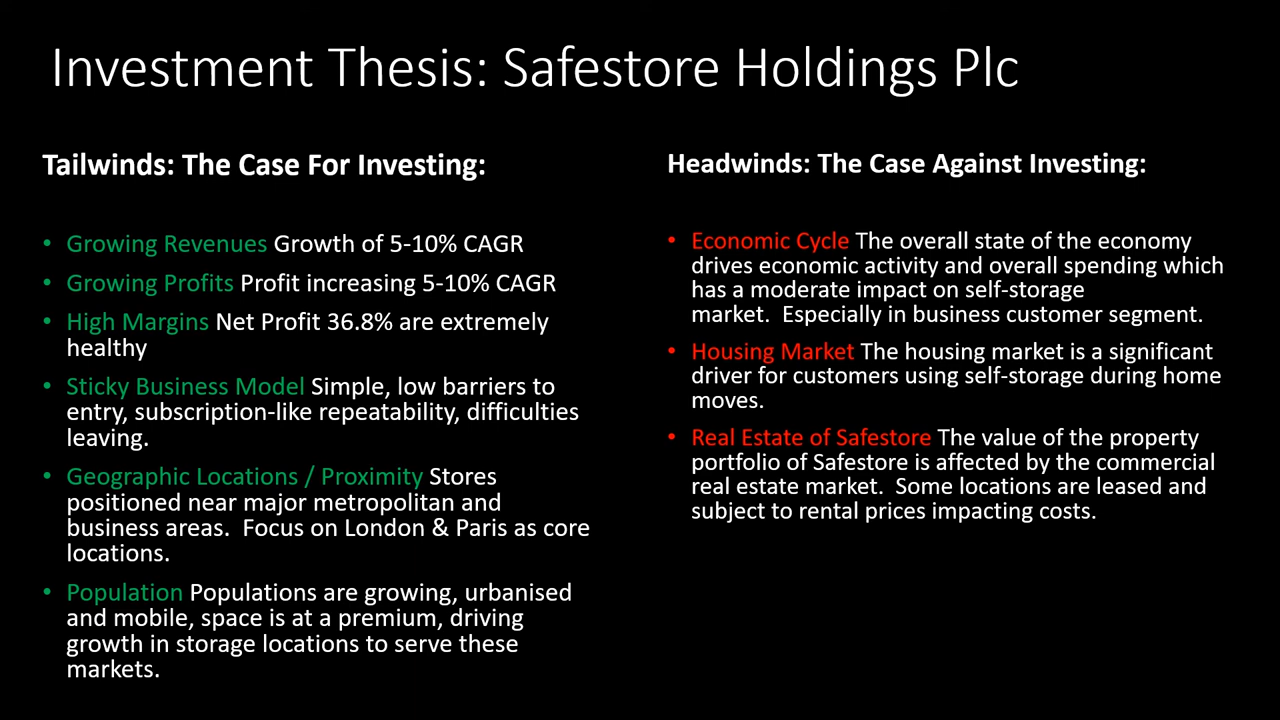 Investment Thesis: Safestore Holdings Plc
Tailwinds: The Case For Investing:
• Growing Revenues Growth of 5-10% CAGR
• Growing Profits Profit increasing 5-10% CAGR
• High Margins Net Profit 36.8% are extremely
healthy
• Sticky Business Model Simple, low barriers to
entry, subscription-like repeatability, difficulties
leaving.
• Geographic Locations / Proximity Stores
positioned near major metropolitan and
business areas.  Focus on London & Paris as core
locations.
• Population Populations are growing, urbanised
and mobile, space is at a premium, driving
growth in storage locations to serve these
markets.
Headwinds: The Case Against Investing:
• Economic Cycle The overall state of the economy
drives economic activity and overall spending which
has a moderate impact on self-storage
market.  Especially in business customer segment.
• Housing Market The housing market is a significant
driver for customers using self-storage during home
moves.
• Real Estate of Safestore The value of the property
portfolio of Safestore is affected by the commercial
real estate market.  Some locations are leased and
subject to rental prices impacting costs.